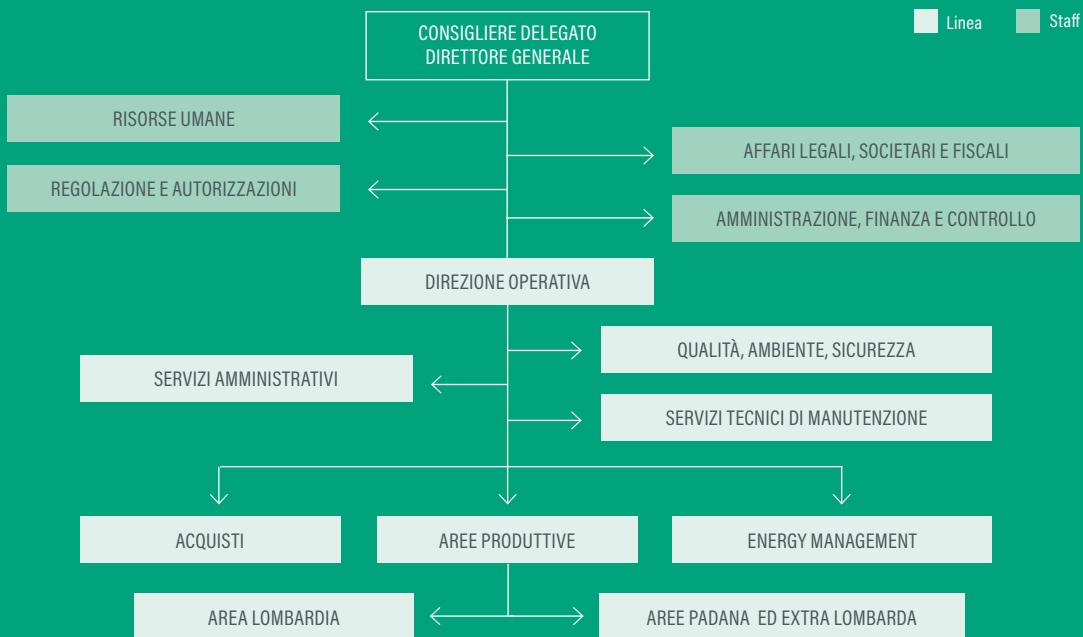 CONSIGLIERE DELEGATO
DIRETTORE GENERALE
Linea
Staff
RISORSE UMANE
AFFARI LEGALI, SOCIETARI E FISCALI
REGOLAZIONE E AUTORIZZAZIONI
AMMINISTRAZIONE, FINANZA E CONTROLLO
DIREZIONE OPERATIVA
QUALITÀ, AMBIENTE, SICUREZZA
SERVIZI AMMINISTRATIVI
SERVIZI TECNICI DI MANUTENZIONE
ACQUISTI
AREE PRODUTTIVE
ENERGY MANAGEMENT
AREA LOMBARDIA
AREE PADANA ED EXTRA LOMBARDA